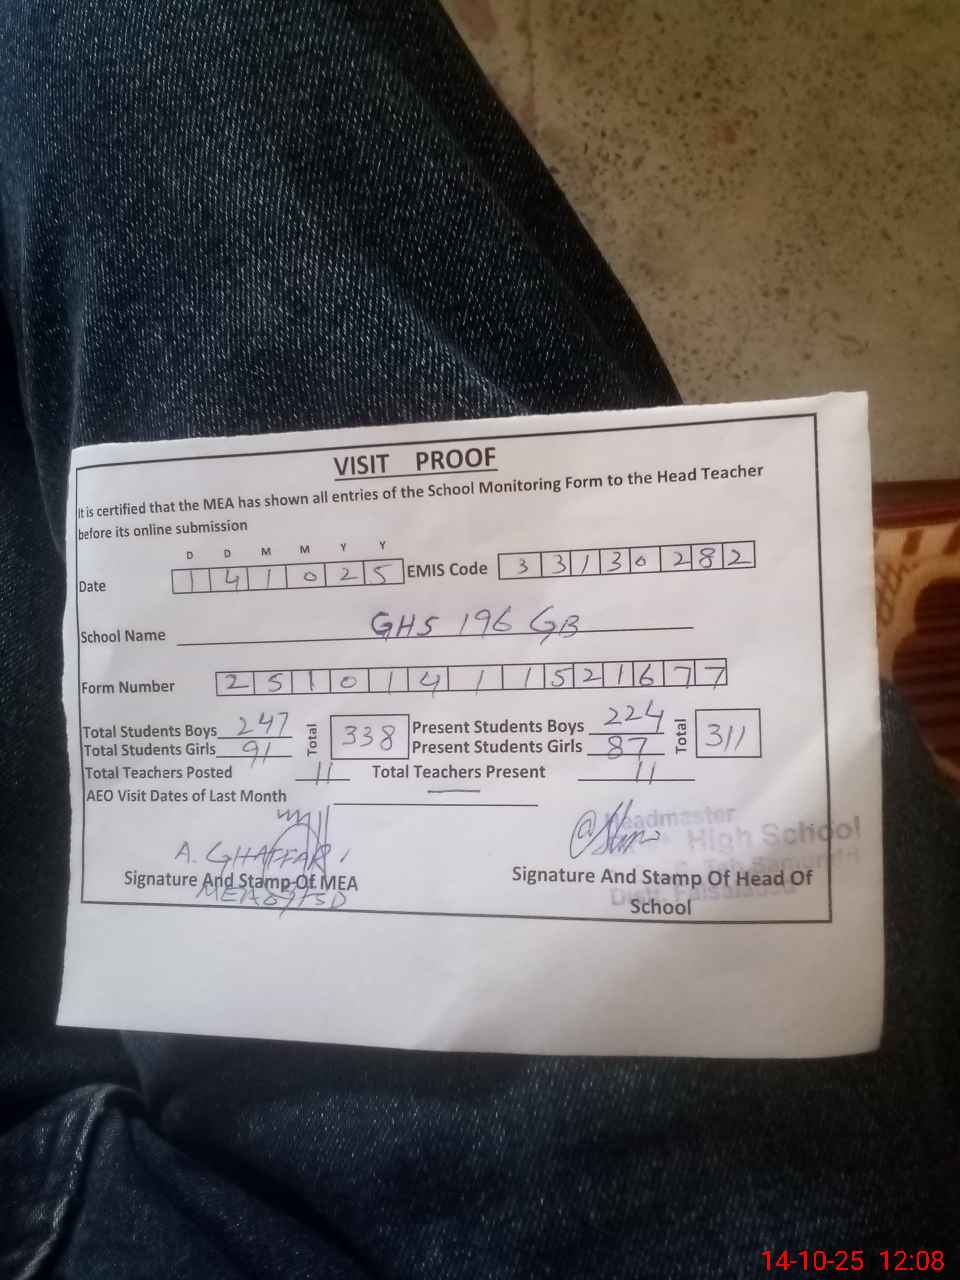 VISIT PROOF
It is certified that the MEA has shown all entries of the School Monitoring Form to the Head Teacher
before its online submission
D D M M Y Y
Date 1 4 1 0 2 5 EMIS Code 3 3 1 3 0 2 8 2
School Name GHS 196 GB
Form Number 2 5 1 0 1 4 1 1 5 2 1 6 7 7
Total Students Boys 247 Total 338 Present Students Boys 224 Total 311
Total Students Girls 91 Present Students Girls 87
Total Teachers Posted 11 Total Teachers Present 11
AEO Visit Dates of Last Month —
Headmaster
High School
A. GHAFFAR
Signature And Stamp Of MEA Signature And Stamp Of Head Of
School
14-10-25 12:08